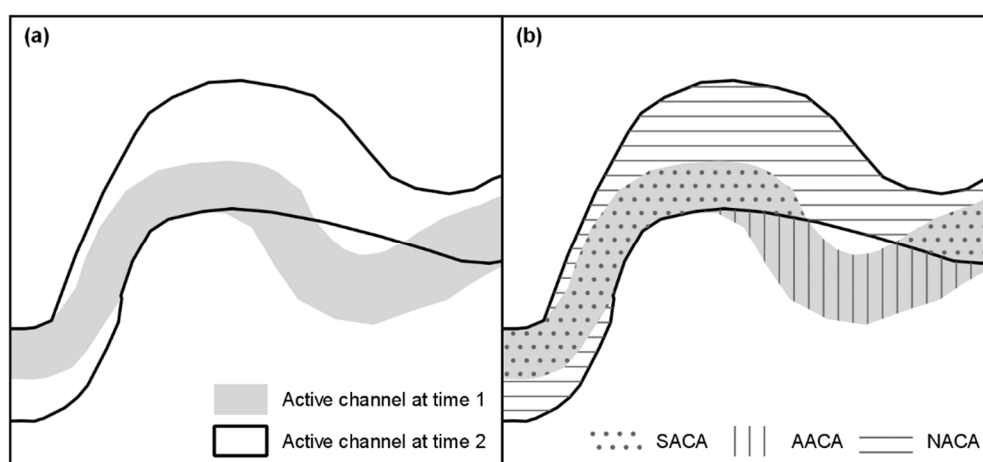 (a)
Active channel at time 1
Active channel at time 2
(b)
SACA AACA NACA